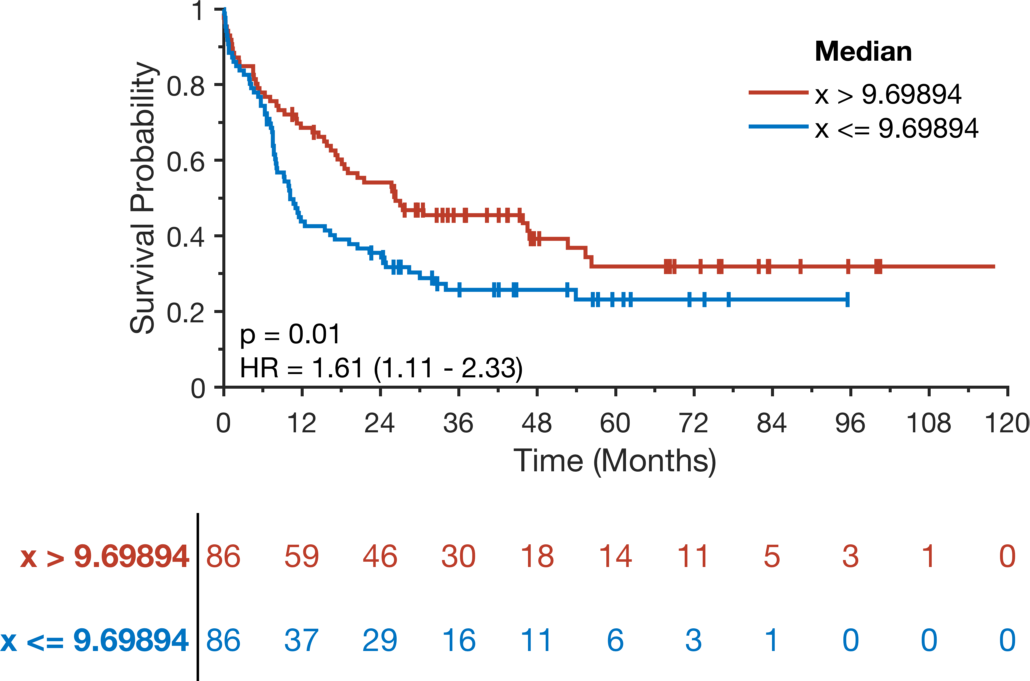 Survival Probability
1
0.8
0.6
0.4
0.2
0
Median
x > 9.69894
x <= 9.69894
p = 0.01
HR = 1.61 (1.11 - 2.33)
0 12 24 36 48 60 72 84 96 108 120
Time (Months)
x > 9.69894 86 59 46 30 18 14 11 5 3 1 0
x <= 9.69894 86 37 29 16 11 6 3 1 0 0 0